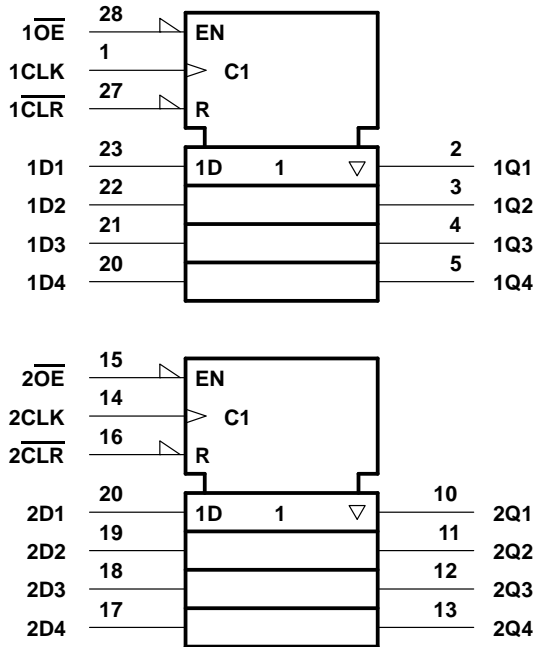 1OE 28 EN
1CLK 1 C1
1CLR 27 R
1D1 23 1D 1 2 1Q1
1D2 22 3 1Q2
1D3 21 4 1Q3
1D4 20 5 1Q4
2OE 15 EN
2CLK 14 C1
2CLR 16 R
2D1 20 1D 1 10 2Q1
2D2 19 11 2Q2
2D3 18 12 2Q3
2D4 17 13 2Q4